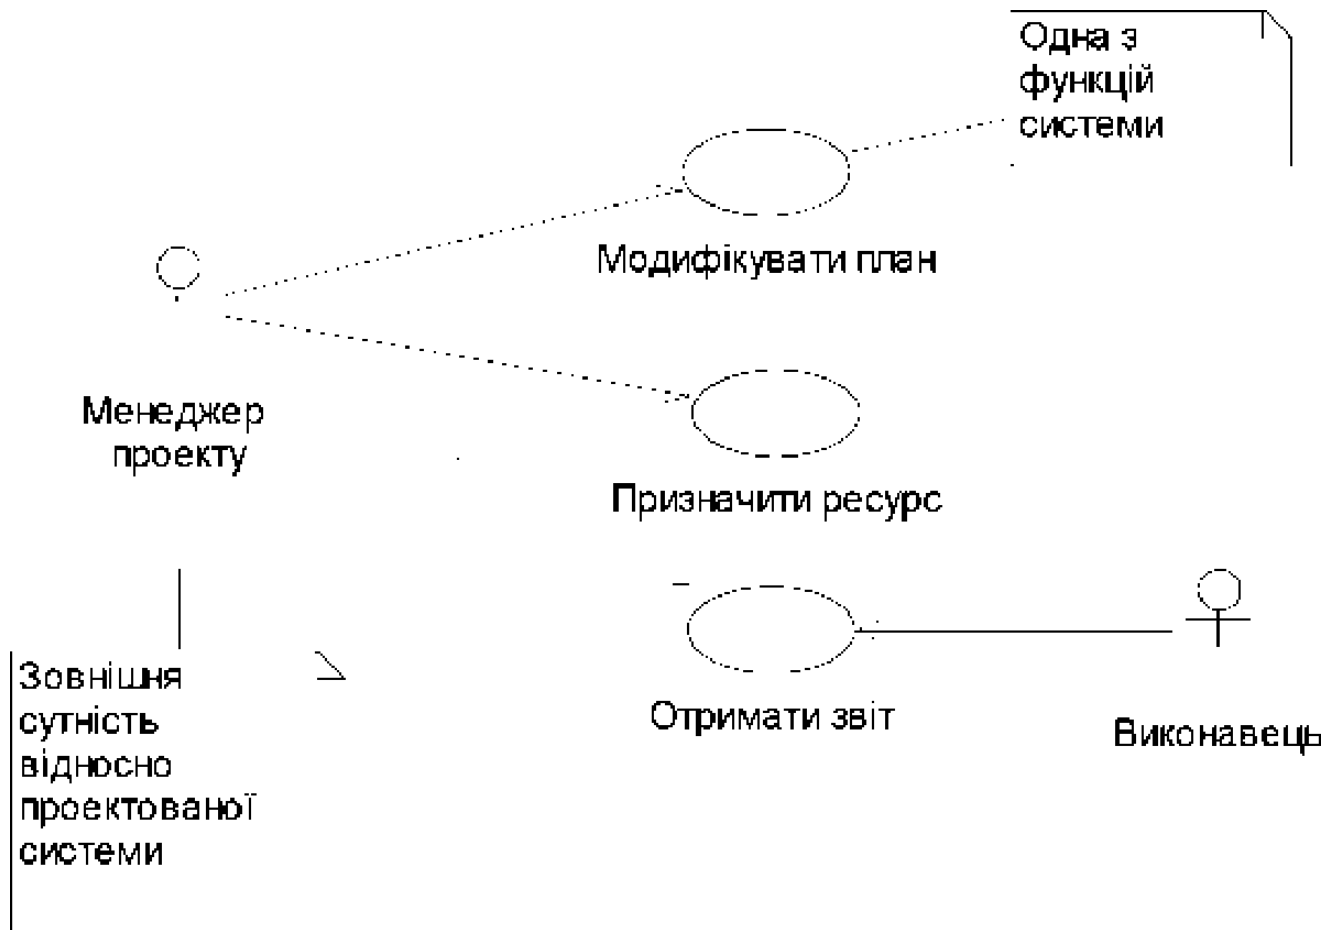 Одна з
функцій
системи
Модифікувати план
Менеджер
проекту
Призначити ресурс
Отримати звіт
Виконавець
Зовнішня
сутність
відносно
проектованої
системи